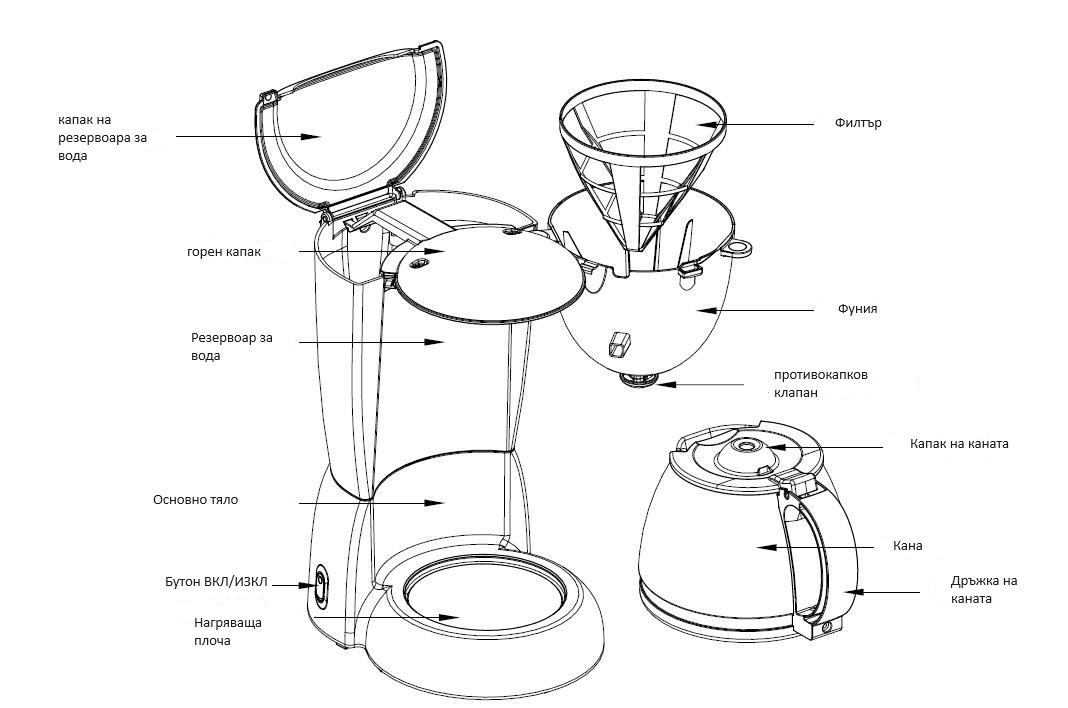 капак на
резервоара за
вода
горен капак
Резервоар за
вода
Основно тяло
Бутон ВКЛ/ИЗКЛ
Нагряваща
плоча
Филтър
Фуния
противокапков
клапан
Капак на каната
Кана
Дръжка на
каната